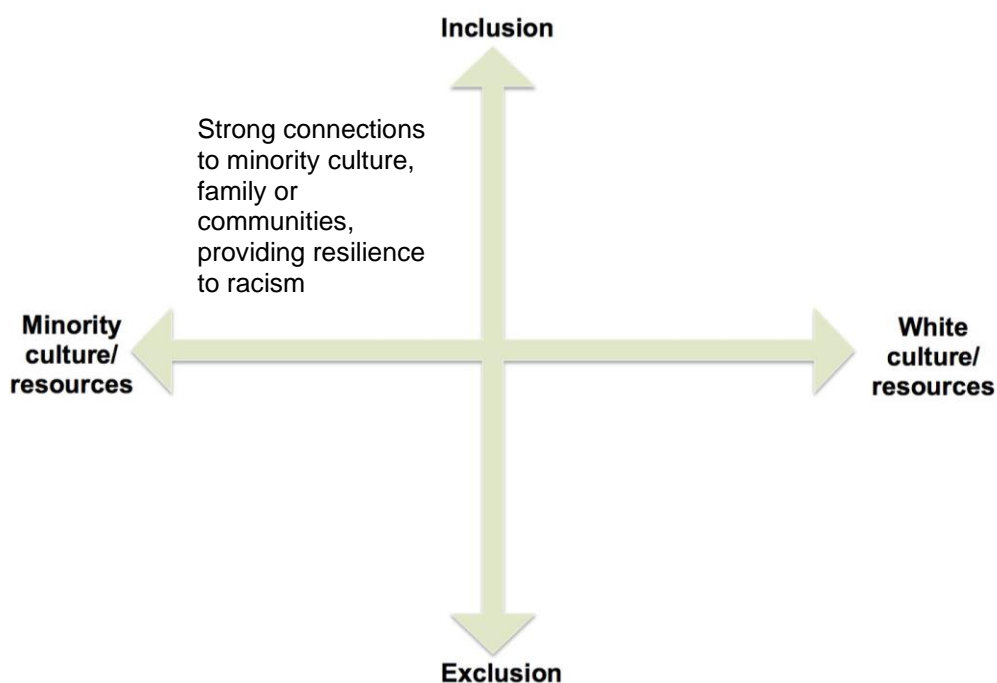 Inclusion
Strong connections
to minority culture,
family or
communities,
providing resilience
to racism
Minority
culture/
resources
White
culture/
resources
Exclusion